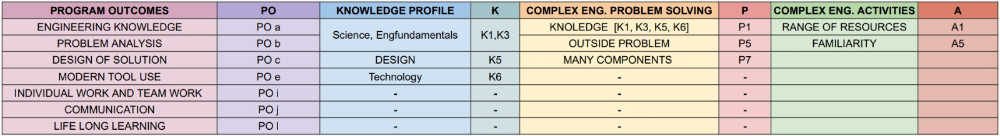 PROGRAM OUTCOMES PO KNOWLEDGE PROFILE K COMPLEX ENG. PROBLEM SOLVING P COMPLEX ENG. ACTIVITIES A
ENGINEERING KNOWLEDGE PO a Science, Engfundamentals K1,K3 KNOLEDGE [K1, K3, K5, K6] P1 RANGE OF RESOURCES A1
PROBLEM ANALYSIS PO b OUTSIDE PROBLEM P5 FAMILIARITY A5
DESIGN OF SOLUTION PO c DESIGN K5 MANY COMPONENTS P7
MODERN TOOL USE PO e Technology K6 - -
INDIVIDUAL WORK AND TEAM WORK PO i - - - -
COMMUNICATION PO j - - - -
LIFE LONG LEARNING PO l - - - -